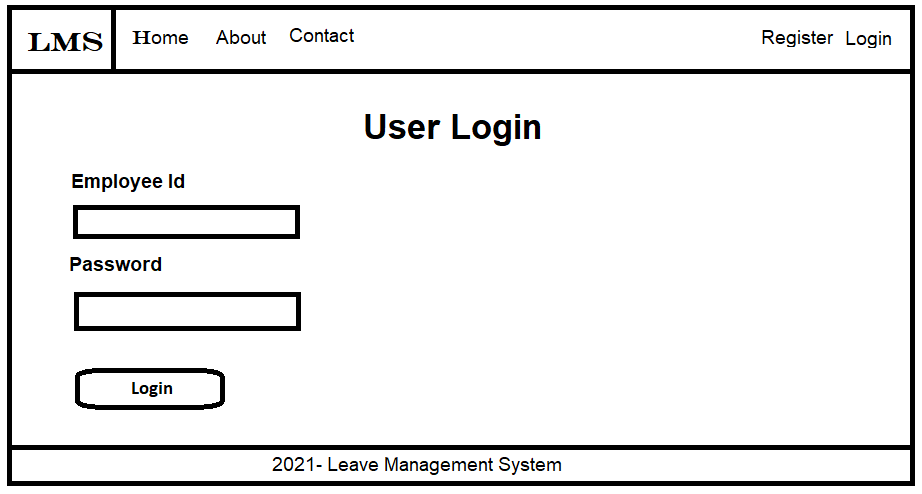 LMS Home About Contact Register Login
User Login
Employee Id
Password
Login
2021- Leave Management System